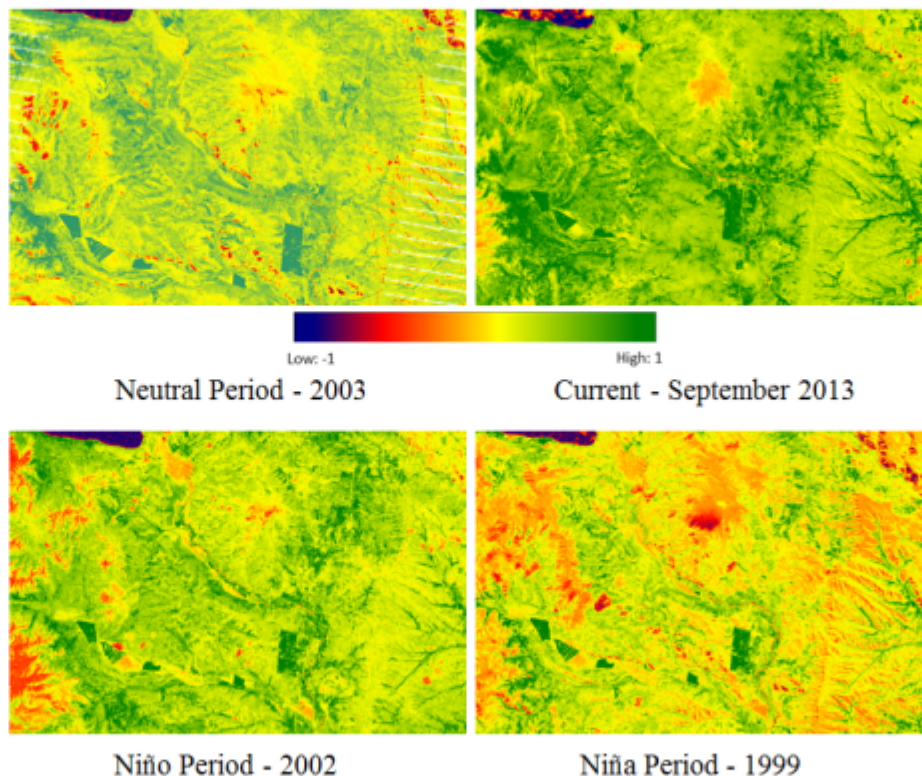 Low: -1
High: 1
Neutral Period - 2003
Current - September 2013
Niño Period - 2002
Niña Period - 1999